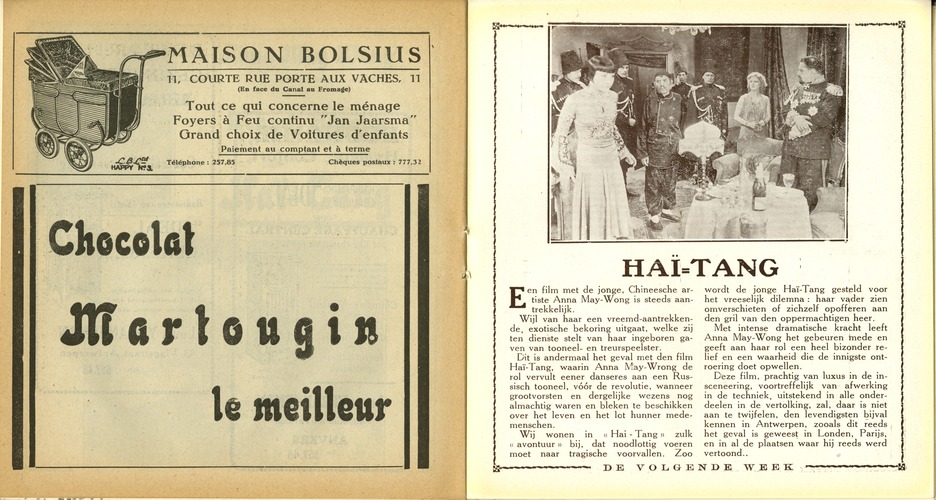 MAISON BOLSIUS
11, COURTE RUE PORTE AUX VACHES, 11
(En face du Canal au Fromage)
Tout ce qui concerne le ménage
Foyers à Feu continu "Jan Jaarsma"
Grand choix de Voitures d'enfants
Paiement au comptant et à terme
Téléphone : 257.85 Chèques postaux : 777.32
HAPPY No 3.
Chocolat
Martougin
le meilleur
HAÏ=TANG
Een film met de jonge, Chineesche ar-
tiste Anna May-Wong is steeds aan-
trekkelijk.
Wijl van haar een vreemd-aantrekken-
de, exotische bekoring uitgaat, welke zij
ten dienste stelt van haar ingeboren ga-
ven van tooneel- en treurspeelster.
Dit is andermaal het geval met den film
Haï-Tang, waarin Anna May-Wrong de
rol vervult eener danseres aan een Rus-
sisch tooneel, vóór de revolutie, wanneer
grootvorsten en dergelijke wezens nog
almachtig waren en bleken te beschikken
over het leven en het lot hunner mede-
menschen.
Wij wonen in « Hai - Tang » zulk
« avontuur » bij, dat noodlottig voeren
moet naar tragische voorvallen. Zoo
wordt de jonge Haï-Tang gesteld voor
het vreeselijk dilemma : haar vader zien
omverschieten of zichzelf opofferen aan
den gril van den oppermachtigen heer.
Met intense dramatische kracht leeft
Anna May-Wong het gebeuren mede en
geeft aan haar rol een heel bizonder re-
lief en een waarheid die de innigste ont-
roering doet opwellen.
Deze film, prachtig van luxus in de in-
sceneering, voortreffelijk van afwerking
in de techniek, uitstekend in alle onder-
deelen in de vertolking, zal, daar is niet
aan te twijfelen, den levendigsten bijval
kennen in Antwerpen, zooals dit reeds
het geval is geweest in Londen, Parijs,
en in al de plaatsen waar hij reeds werd
vertoond..
DE VOLGENDE WEEK